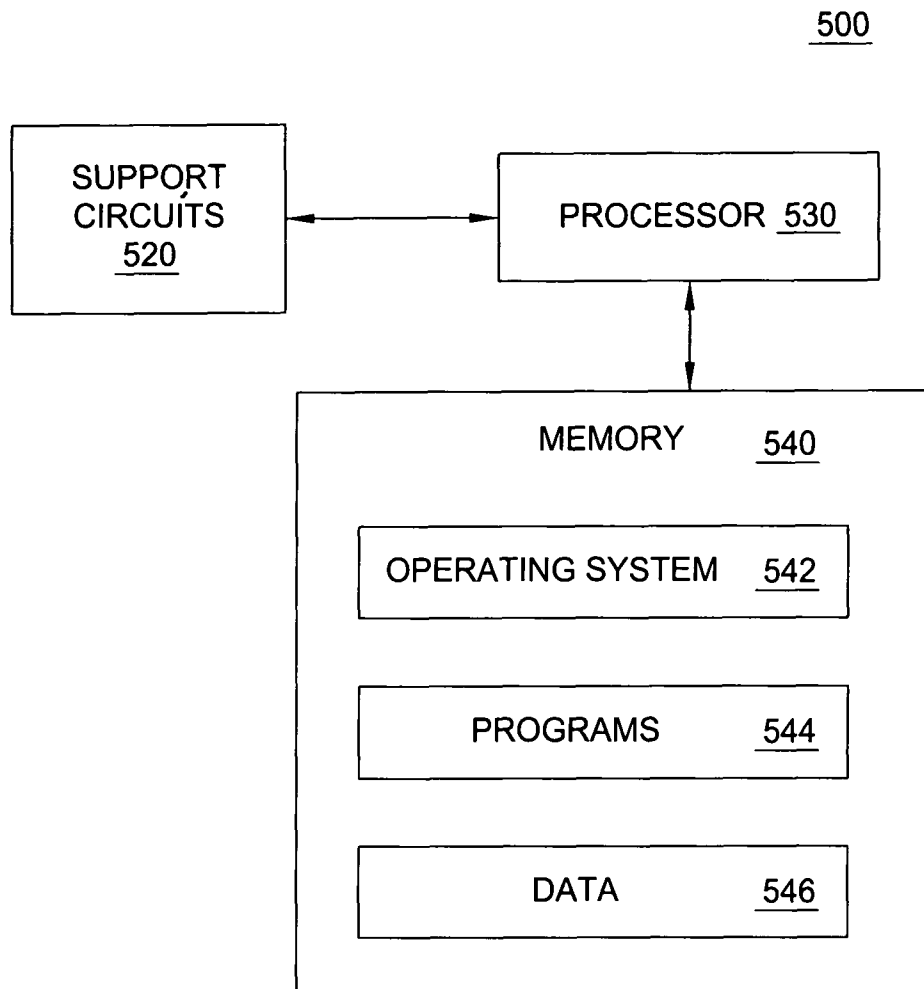 500
SUPPORT
CIRCUITS
520
PROCESSOR 530
MEMORY 540
OPERATING SYSTEM 542
PROGRAMS 544
DATA 546